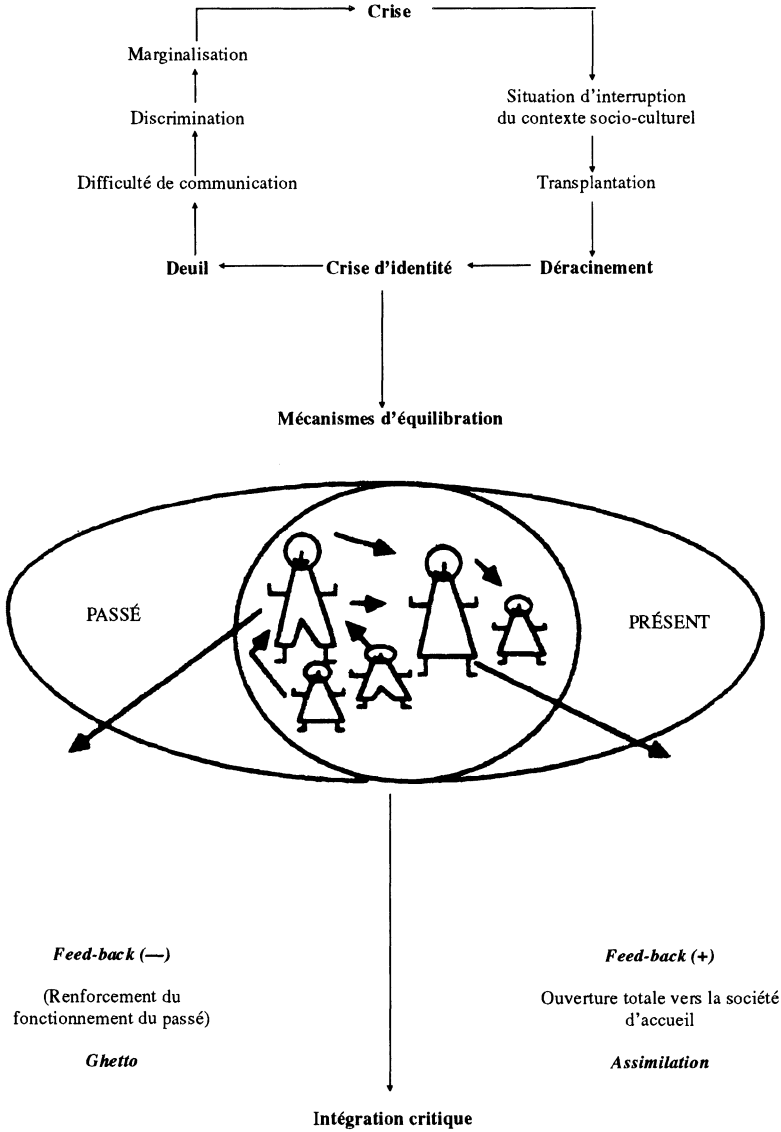 Crise
Marginalisation
Situation d'interruption
du contexte socio-culturel
Discrimination
Difficulté de communication
Transplantation
Deuil
Crise d'identité
Déracinement
Mécanismes d'équilibration
PASSÉ
PRÉSENT
Feed-back (—)
(Renforcement du
fonctionnement du passé)
Ghetto
Feed-back (+)
Ouverture totale vers la société
d'accueil
Assimilation
Intégration critique